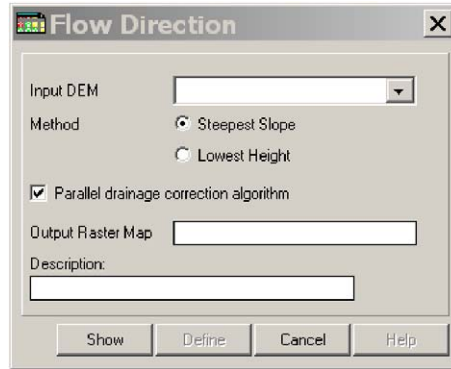 Flow Direction
Input DEM
Method
Steepest Slope
Lowest Height
Parallel drainage correction algorithm
Output Raster Map
Description:
Show Define Cancel Help